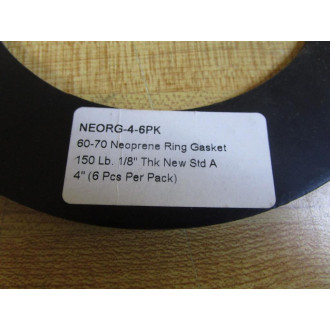 NEORG-4-6PK
60-70 Neoprene Ring Gasket
150 Lb. 1/8" Thk New Std A
4" (6 Pcs Per Pack)